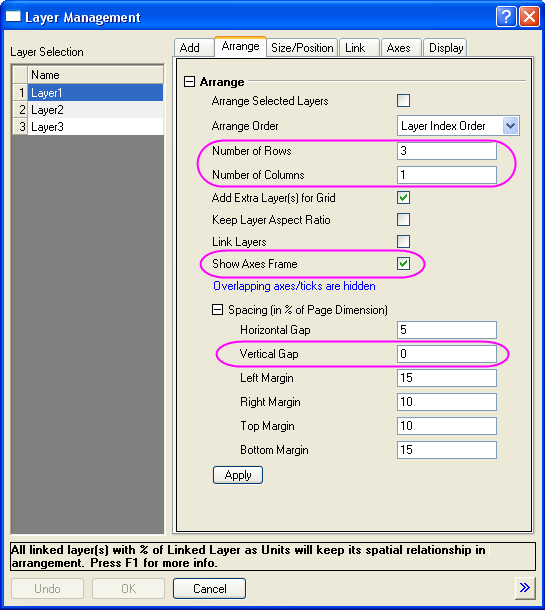 Layer Management
Layer Selection
Name
1 Layer1
2 Layer2
3 Layer3
Add Arrange Size/Position Link Axes Display
Arrange
Arrange Selected Layers
Arrange Order Layer Index Order
Number of Rows 3
Number of Columns 1
Add Extra Layer(s) for Grid
Keep Layer Aspect Ratio
Link Layers
Show Axes Frame
Overlapping axes/ticks are hidden
Spacing (in % of Page Dimension)
Horizontal Gap 5
Vertical Gap 0
Left Margin 15
Right Margin 10
Top Margin 10
Bottom Margin 15
Apply
All linked layer(s) with % of Linked Layer as Units will keep its spatial relationship in
arrangement. Press F1 for more info.
Undo OK Cancel »